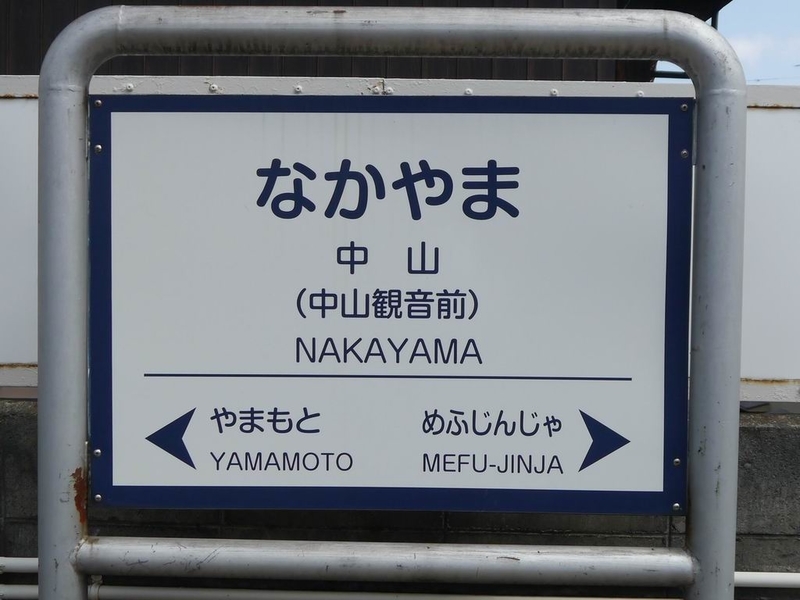 なかやま
中 山
(中山観音前)
NAKAYAMA
やまもと めふじんじゃ
YAMAMOTO MEFU-JINJA